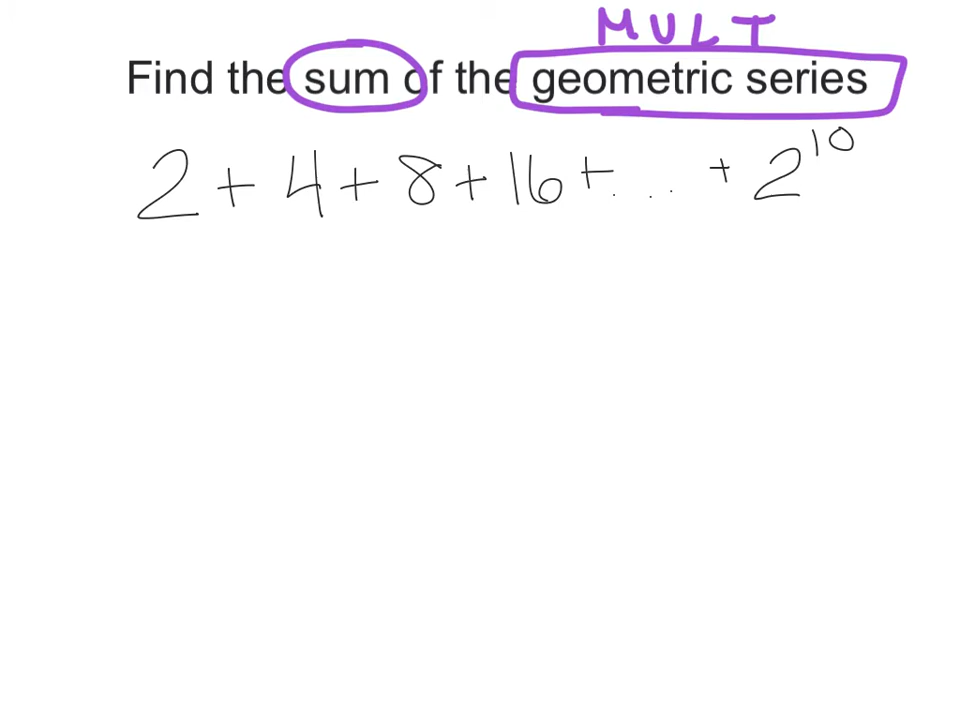 MULT
Find the sum of the geometric series
2 + 4 + 8 + 16 + ... + 2^10